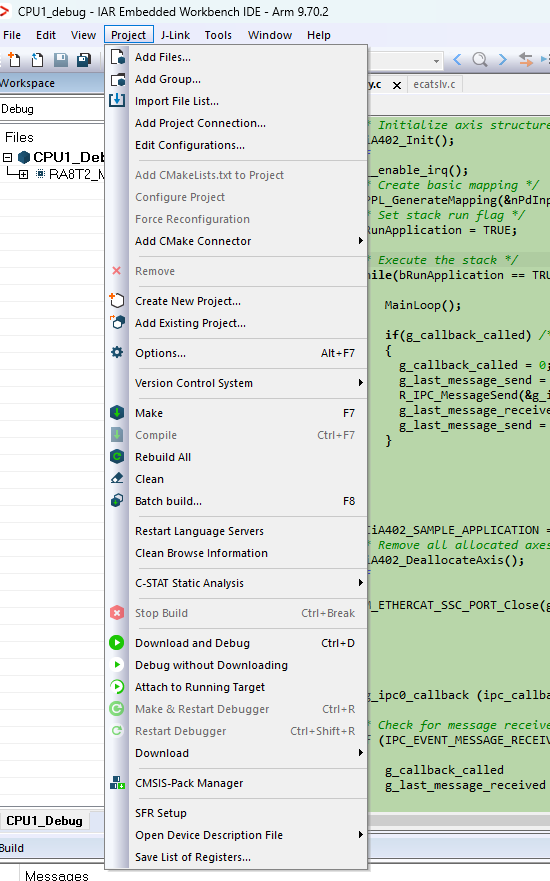 CPU1_debug - IAR Embedded Workbench IDE - Arm 9.70.2
File Edit View Project J-Link Tools Window Help
Workspace
Debug
Files
CPU1_Deb
RA8T2_M
Add Files...
Add Group...
Import File List...
Add Project Connection...
Edit Configurations...
Add CMakeLists.txt to Project
Configure Project
Force Reconfiguration
Add CMake Connector
Remove
Create New Project...
Add Existing Project...
Options... Alt+F7
Version Control System
Make F7
Compile Ctrl+F7
Rebuild All
Clean
Batch build... F8
Restart Language Servers
Clean Browse Information
C-STAT Static Analysis
Stop Build Ctrl+Break
Download and Debug Ctrl+D
Debug without Downloading
Attach to Running Target
Make & Restart Debugger Ctrl+R
Restart Debugger Ctrl+Shift+R
Download
CMSIS-Pack Manager
SFR Setup
Open Device Description File
Save List of Registers...
y.c ecatslv.c
* Initialize axis structure
iA402_Init();
f
_enable_irq();
* Create basic mapping */
PPL_GenerateMapping(&nPdInp
* Set stack run flag */
RunApplication = TRUE;
* Execute the stack */
hile(bRunApplication == TRU
MainLoop();
if(g_callback_called) /*
{
g_callback_called = 0;
g_last_message_send =
R_IPC_MessageSend(&g_i
g_last_message_receive
g_last_message_send =
}
CiA402_SAMPLE_APPLICATION =
* Remove all allocated axes
iA402_DeallocateAxis();
f
M_ETHERCAT_SSC_PORT_Close(g
g_ipc0_callback (ipc_callba
* Check for message receive
f (IPC_EVENT_MESSAGE_RECEIV
g_callback_called
g_last_message_received
CPU1_Debug
Build
Messages